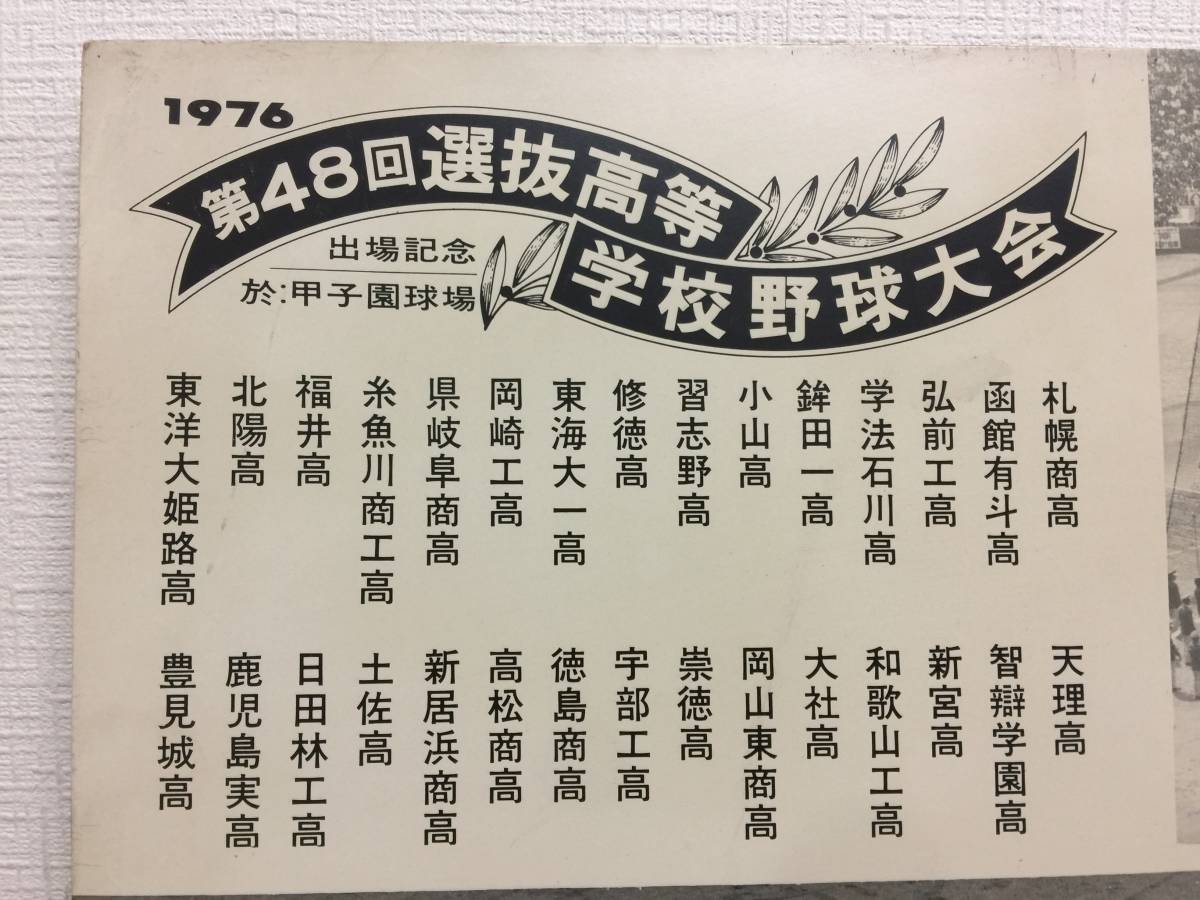 1976
第48回選抜高等
学校野球大会
出場記念
於:甲子園球場
札幌商高
函館有斗高
弘前工高
学法石川高
鉾田一高
小山高
習志野高
修徳高
東海大一高
岡崎工高
県岐阜商高
糸魚川商工高
福井高
北陽高
東洋大姫路高
天理高
智辯学園高
新宮高
和歌山工高
大社高
岡山東商高
崇徳高
宇部工高
徳島商高
高松商高
新居浜商高
土佐高
日田林工高
鹿児島実高
豊見城高